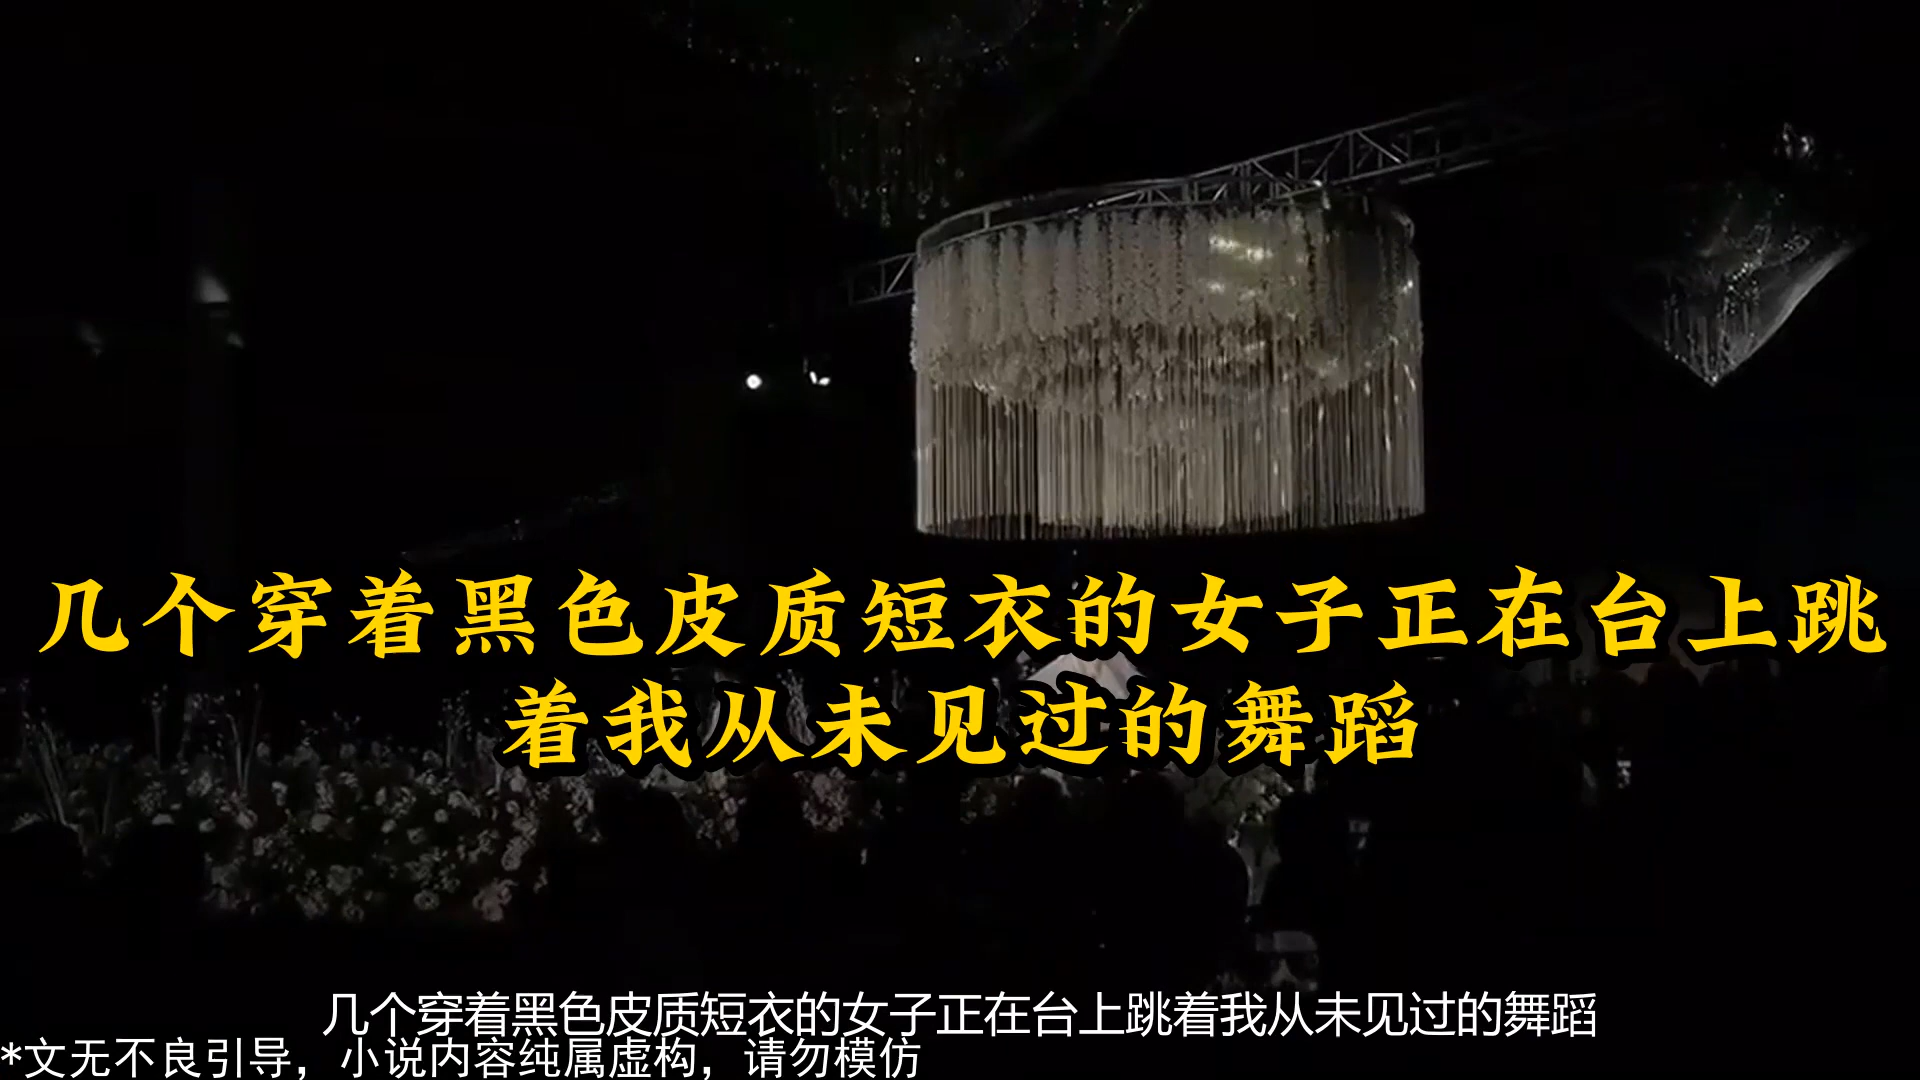 几个穿着黑色皮质短衣的女子正在台上跳
着我从未见过的舞蹈
几个穿着黑色皮质短衣的女子正在台上跳着我从未见过的舞蹈
*文无不良引导，小说内容纯属虚构，请勿模仿